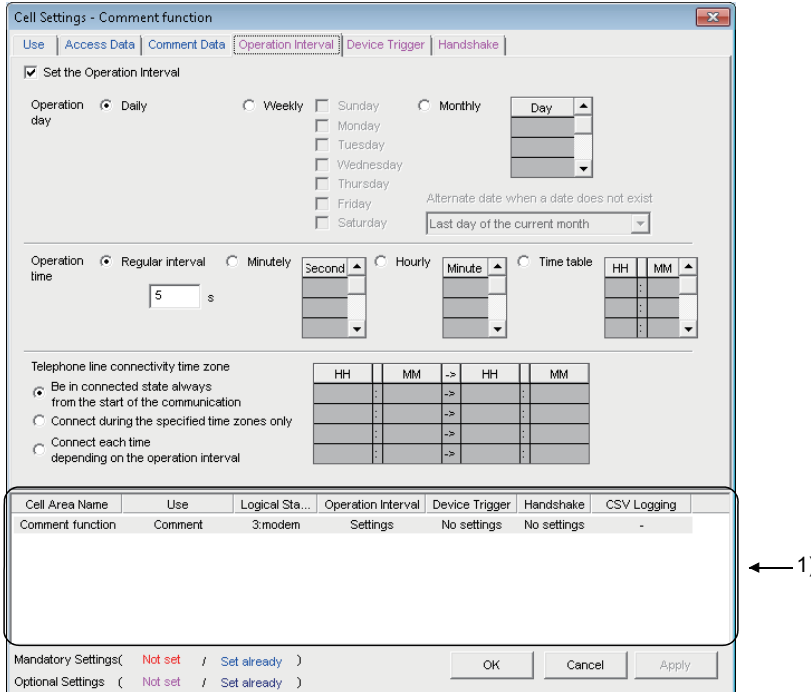 Cell Settings - Comment function
Use Access Data Comment Data Operation Interval Device Trigger Handshake
Set the Operation Interval
Operation day
Daily
Weekly
Sunday
Monday
Tuesday
Wednesday
Thursday
Friday
Saturday
Monthly
Day
Alternate date when a date does not exist
Last day of the current month
Operation time
Regular interval
5 s
Minutely
Second
Hourly
Minute
Time table
HH MM
:
:
:
Telephone line connectivity time zone
Be in connected state always
from the start of the communication
Connect during the specified time zones only
Connect each time
depending on the operation interval
HH MM -> HH MM
: -> :
: -> :
: -> :
: -> :
Cell Area Name Use Logical Sta... Operation Interval Device Trigger Handshake CSV Logging
Comment function Comment 3:modem Settings No settings No settings -
1)
Mandatory Settings( Not set / Set already )
Optional Settings ( Not set / Set already )
OK Cancel Apply